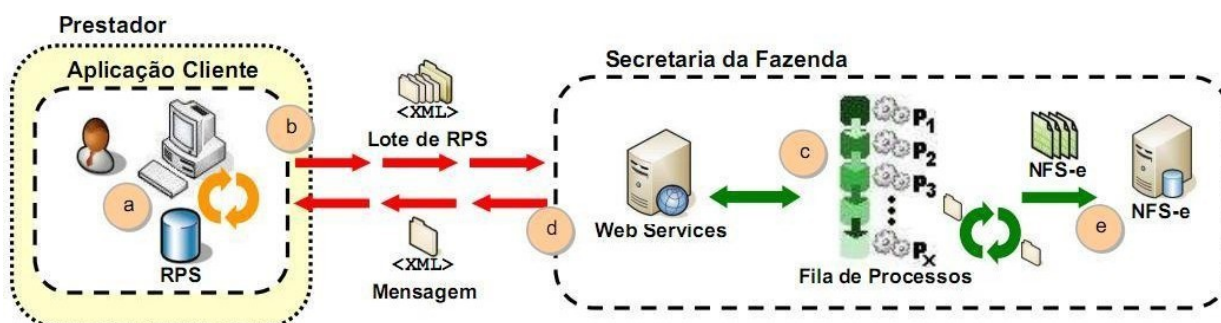 Prestador
Aplicação Cliente
a
RPS
b
<XML>
Lote de RPS
<XML>
Mensagem
d
Secretaria da Fazenda
Web Services
c
P1
P2
P3
Px
Fila de Processos
NFS-e
e
NFS-e